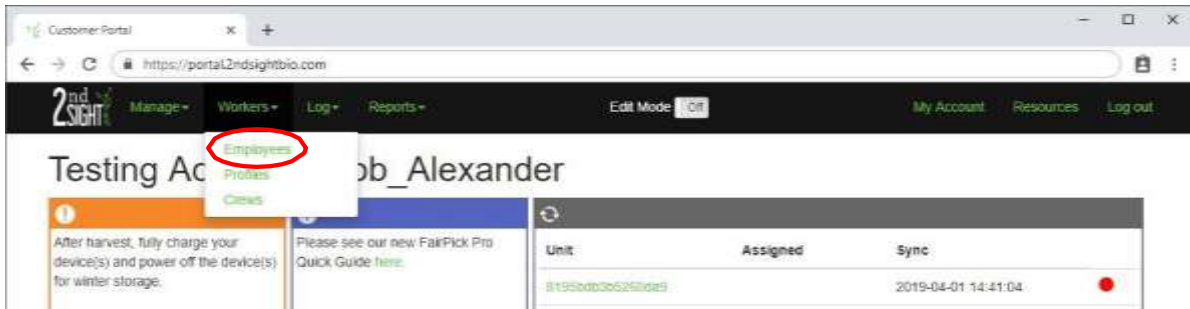 Customer Portal
https://portal.2ndsightbio.com
2nd SIGHT Manage Workers Log Reports Edit Mode Off My Account Resources Log out
Employees
Profiles
Crews
Testing Ac ob_Alexander
After harvest, fully charge your
device(s) and power off the device(s)
for winter storage.
Please see our new FairPick Pro
Quick Guide here.
Unit Assigned Sync
2019-04-01 14:41:04